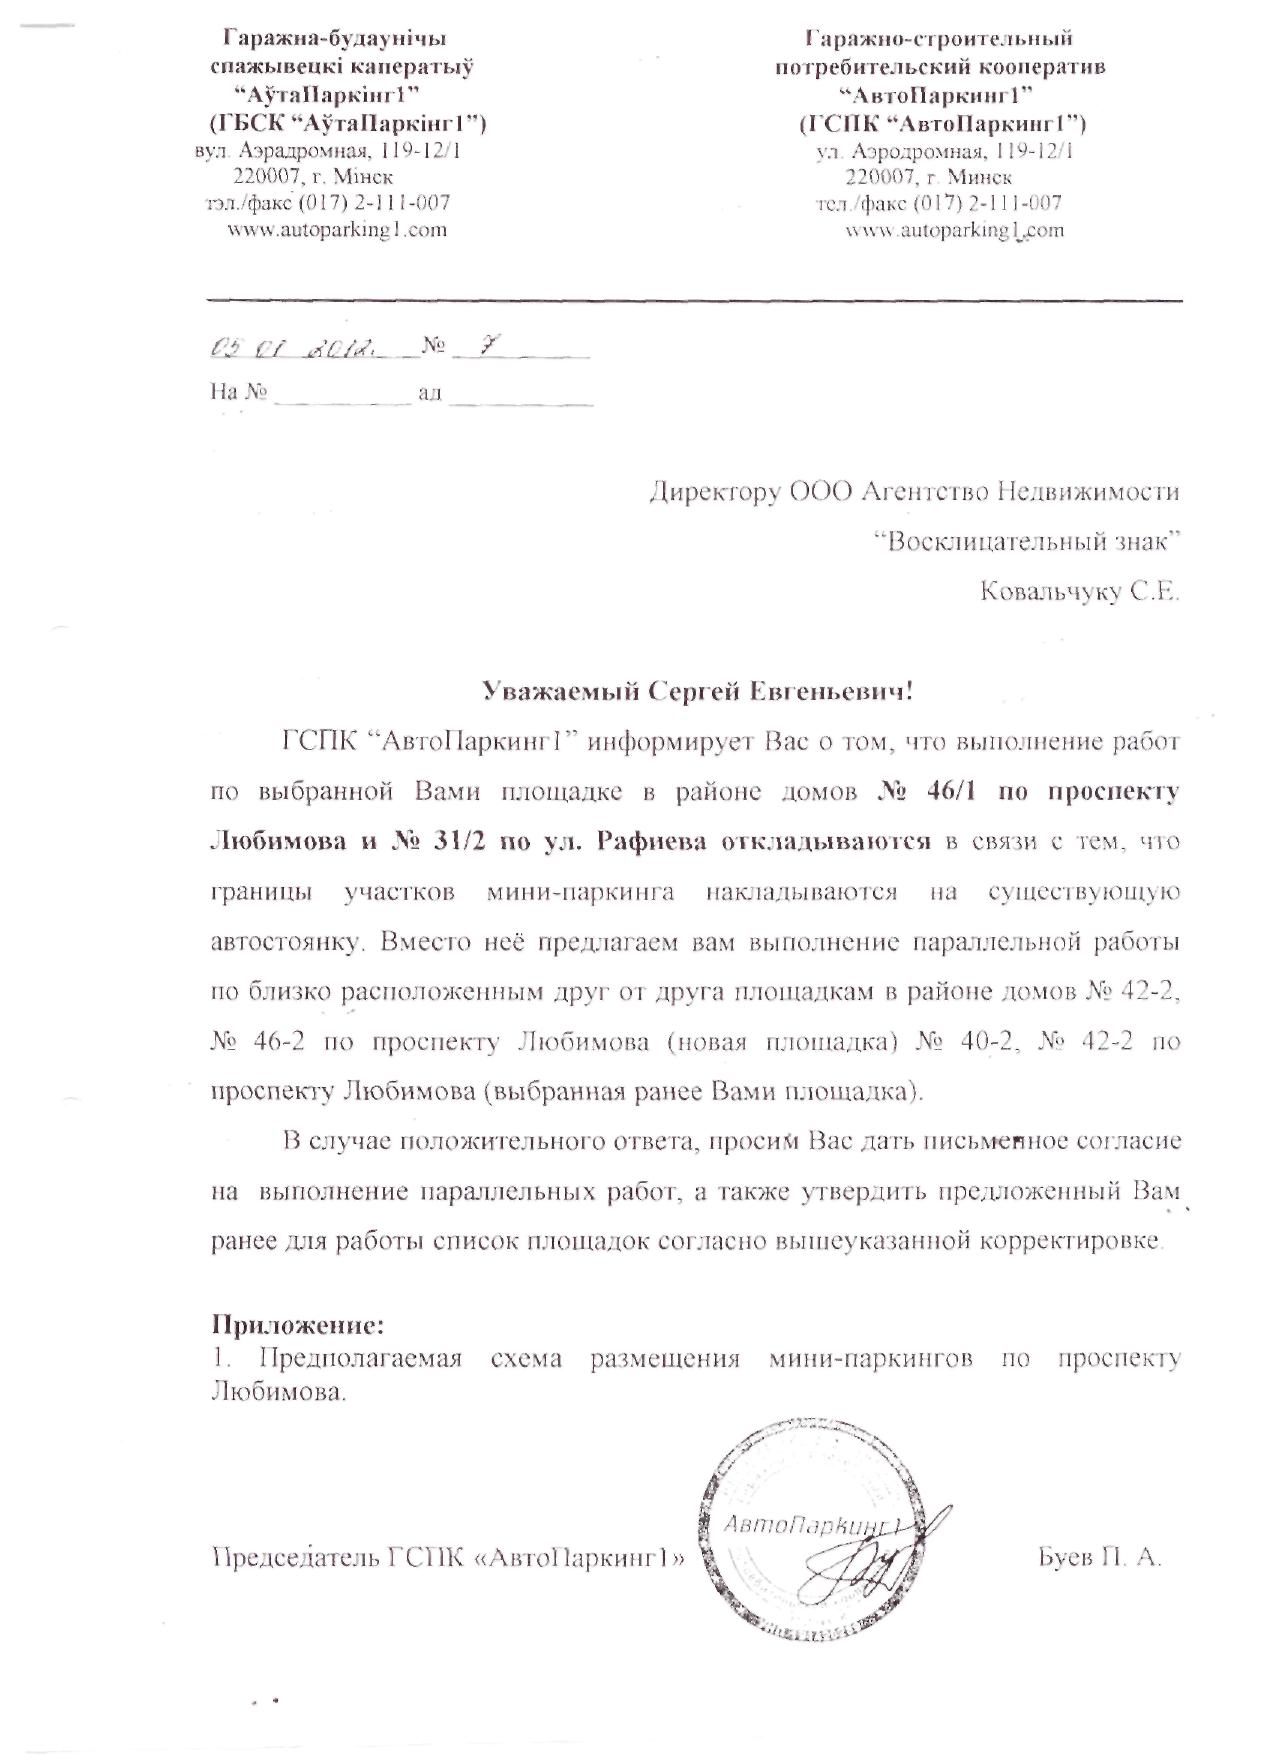 Гаражна-будаўнічы
спажывецкі каператыў
“АўтаПаркінг1”
(ГБСК “АўтаПаркінг1”)
вул. Аэрадромная, 119-12/1
220007, г. Мінск
тэл./факс (017) 2-111-007
www.autoparking1.com
Гаражно-строительный
потребительский кооператив
“АвтоПаркинг1”
(ГСПК “АвтоПаркинг1”)
ул. Аэродромная, 119-12/1
220007, г. Минск
тел./факс (017) 2-111-007
www.autoparking1.com
05 01 2012. № 7
На № ад
Директору ООО Агентство Недвижимости
“Восклицательный знак”
Ковальчуку С.Е.
Уважаемый Сергей Евгеньевич!
ГСПК “АвтоПаркинг1” информирует Вас о том, что выполнение работ
по выбранной Вами площадке в районе домов № 46/1 по проспекту
Любимова и № 31/2 по ул. Рафиева откладываются в связи с тем, что
границы участков мини-паркинга накладываются на существующую
автостоянку. Вместо неё предлагаем вам выполнение параллельной работы
по близко расположенным друг от друга площадкам в районе домов № 42-2,
№ 46-2 по проспекту Любимова (новая площадка) № 40-2, № 42-2 по
проспекту Любимова (выбранная ранее Вами площадка).
В случае положительного ответа, просим Вас дать письменное согласие
на выполнение параллельных работ, а также утвердить предложенный Вам
ранее для работы список площадок согласно вышеуказанной корректировке.
Приложение:
1. Предполагаемая схема размещения мини-паркингов по проспекту
Любимова.
АвтоПаркинг1
Председатель ГСПК «АвтоПаркинг1» Буев П. А.